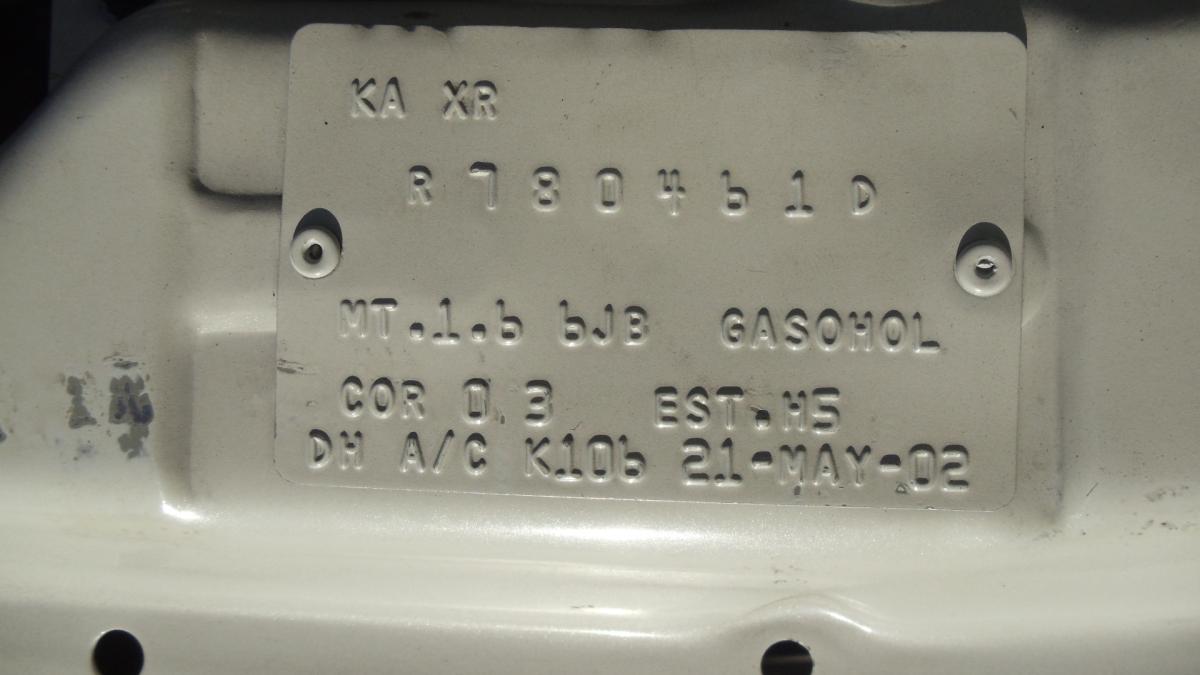 KA XR
R 7 8 0 4 6 1 D
MT.1.6 6JB GASOHOL
COR 0 3 EST.H5
DH A/C K106 21-MAY-02